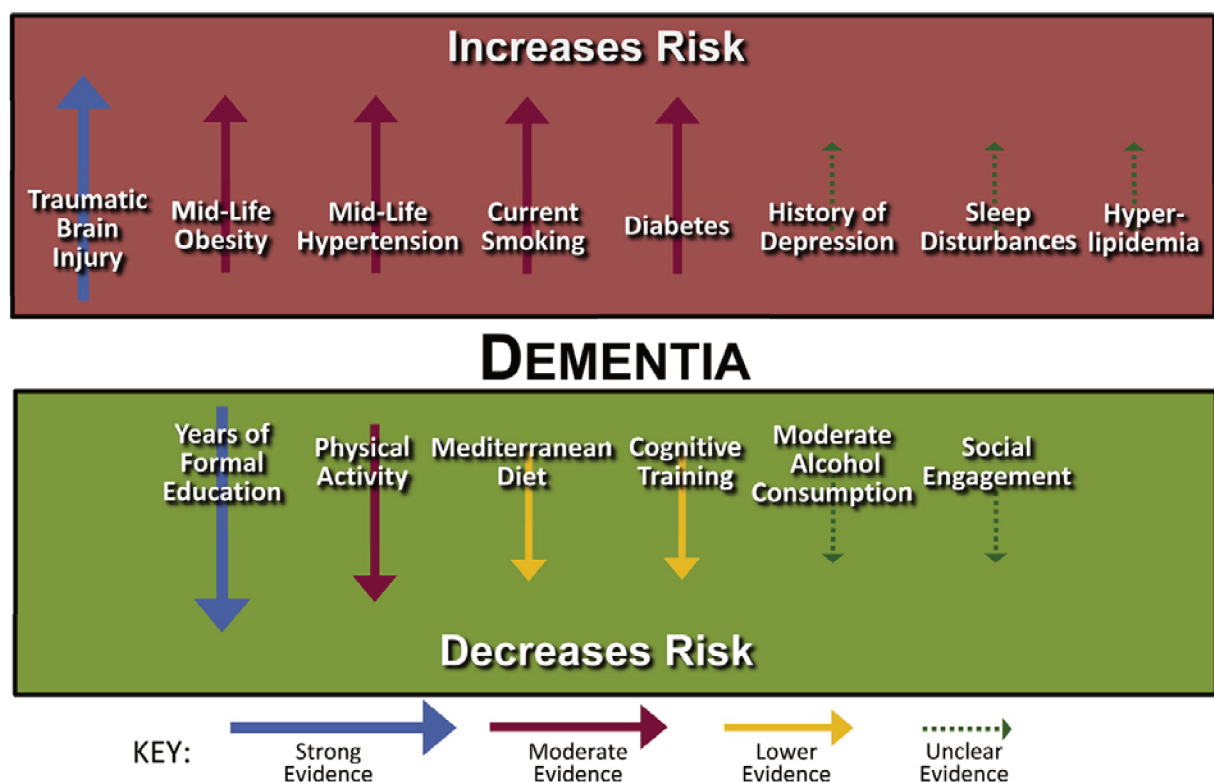 Increases Risk
Traumatic
Brain
Injury
Mid-Life
Obesity
Mid-Life
Hypertension
Current
Smoking
Diabetes
History of
Depression
Sleep
Disturbances
Hyper-
lipidemia
DEMENTIA
Years of
Formal
Education
Physical
Activity
Mediterranean
Diet
Cognitive
Training
Moderate
Alcohol
Consumption
Social
Engagement
Decreases Risk
KEY:
Strong
Evidence
Moderate
Evidence
Lower
Evidence
Unclear
Evidence